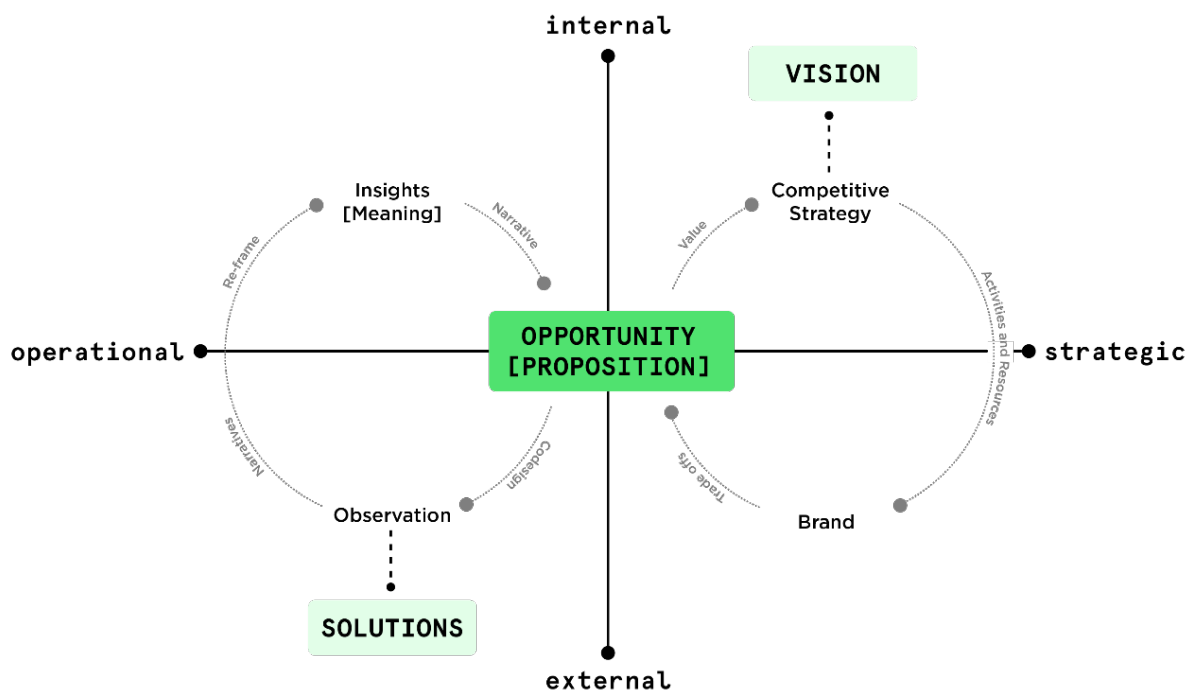 internal
VISION
Insights
[Meaning]
Narrative
Value
Competitive
Strategy
Re-frame
Activities and Resources
OPPORTUNITY
[PROPOSITION]
operational
strategic
Narratives
Codesign
Trade offs
Observation
Brand
SOLUTIONS
external